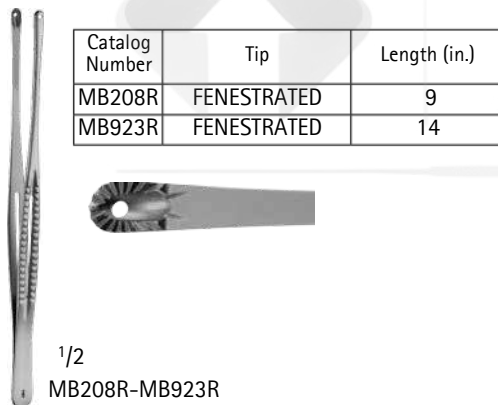 Catalog Number Tip Length (in.)
MB208R FENESTRATED 9
MB923R FENESTRATED 14
1/2
MB208R-MB923R